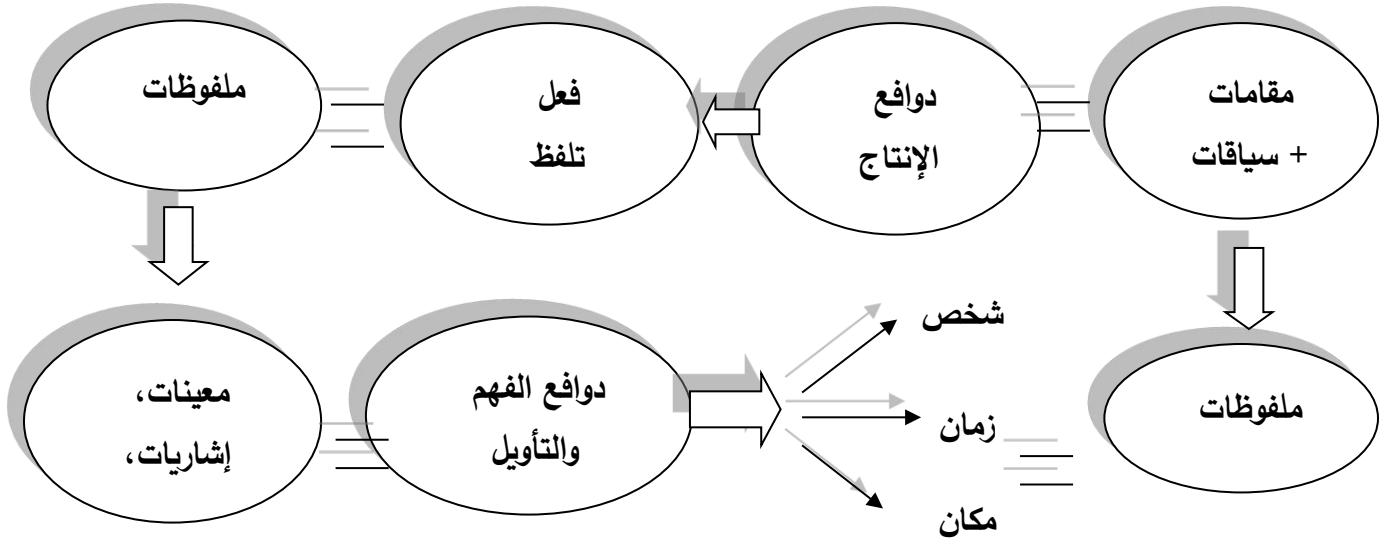 مقامات
+ سياقات
دوافع
الإنتاج
فعل
تلفظ
ملفوظات
معينات،
إشاريات،
دوافع الفهم
والتأويل
شخص
زمان
مكان
ملفوظات